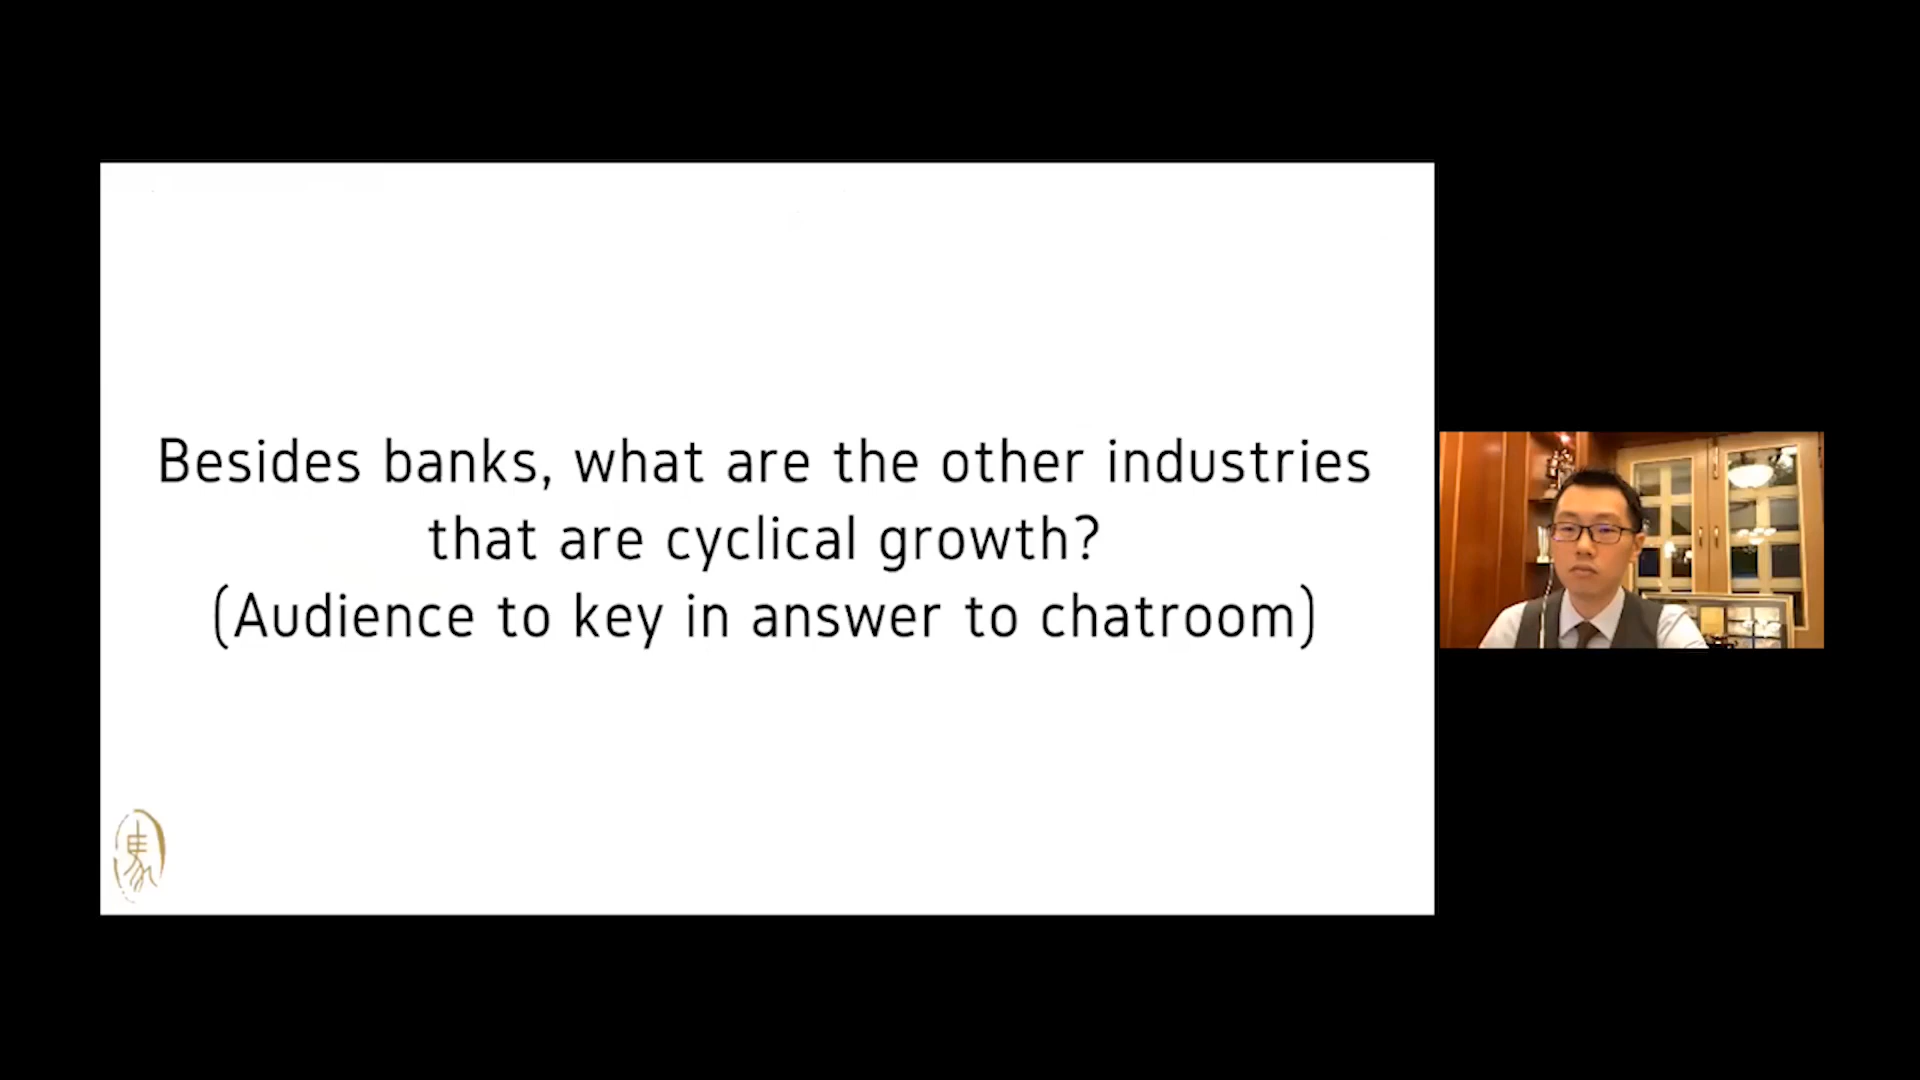 Besides banks, what are the other industries
that are cyclical growth?
(Audience to key in answer to chatroom)